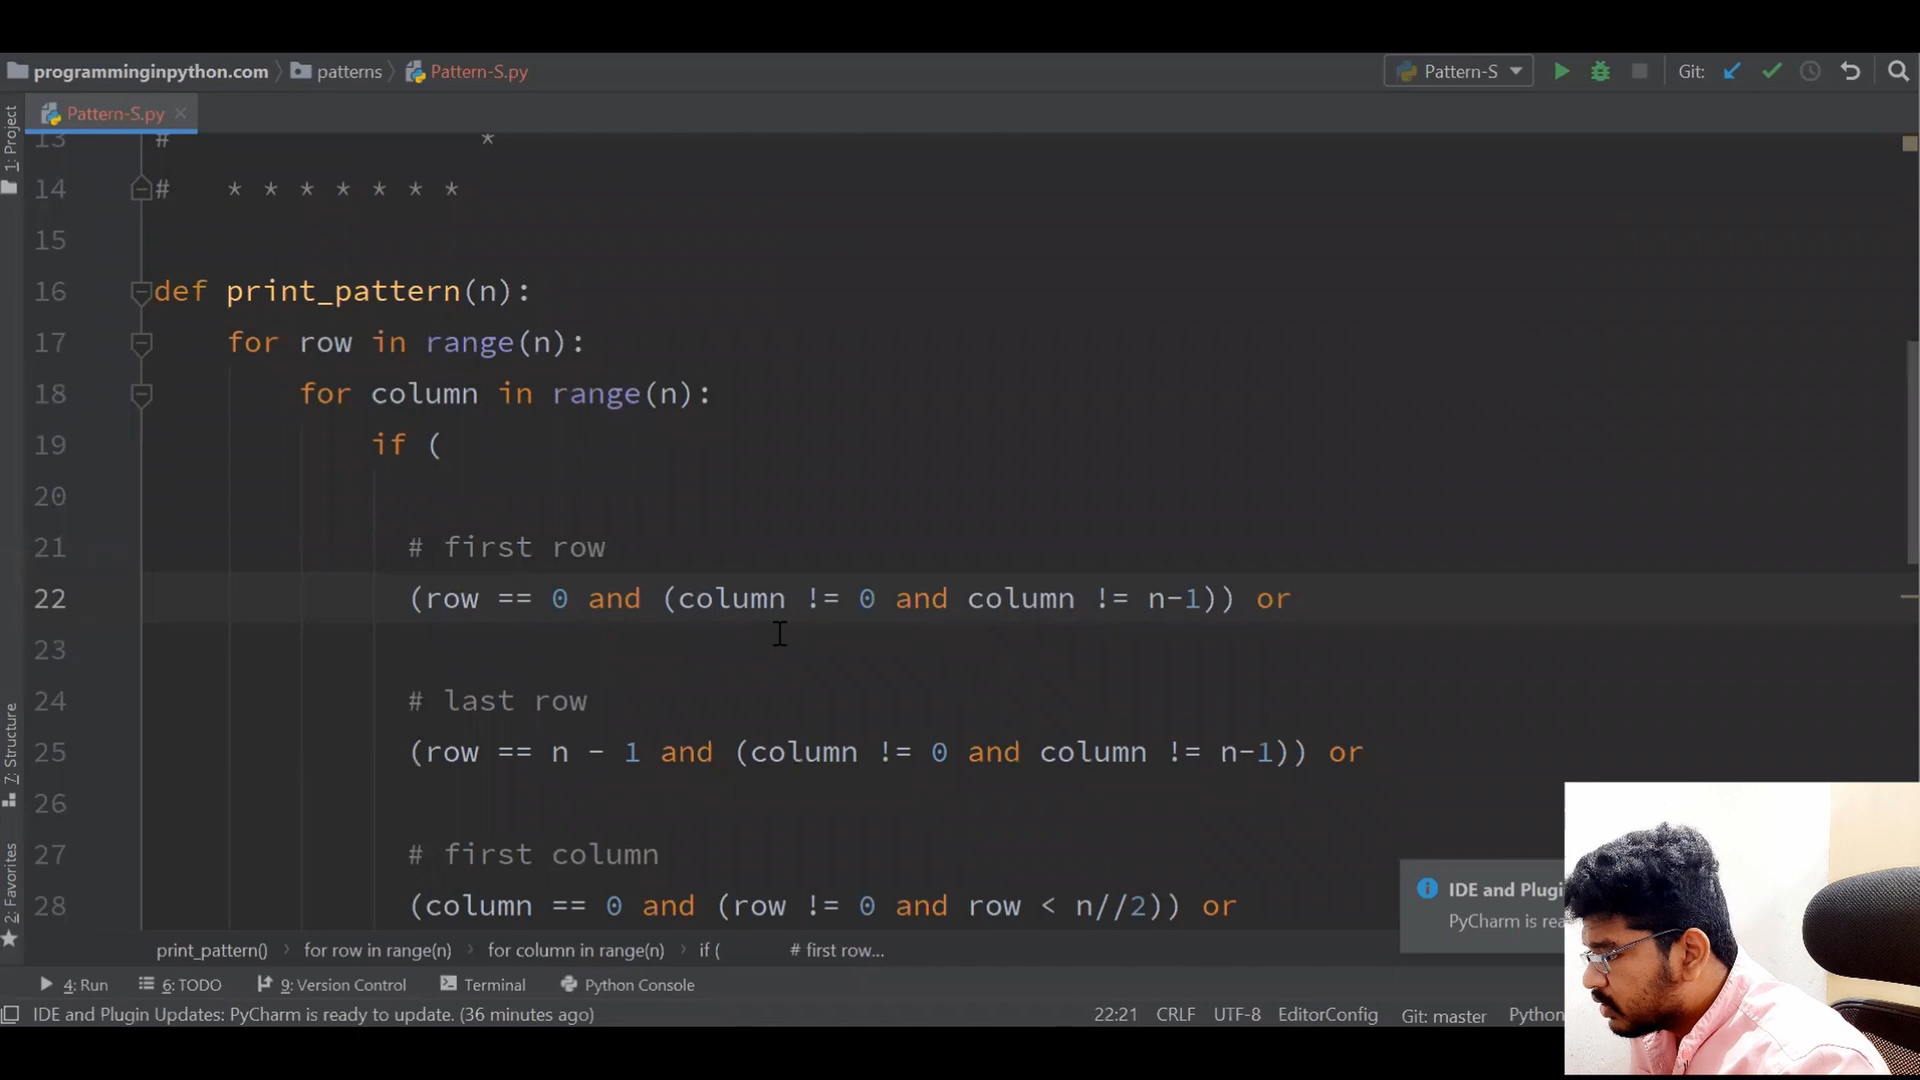 programminginpython.com patterns Pattern-S.py Pattern-S Git:
Pattern-S.py
1: Project
7: Structure
2: Favorites
13 # *
14 # * * * * * * *
15
16 def print_pattern(n):
17 for row in range(n):
18 for column in range(n):
19 if (
20
21 # first row
22 (row == 0 and (column != 0 and column != n-1)) or
23
24 # last row
25 (row == n - 1 and (column != 0 and column != n-1)) or
26
27 # first column
28 (column == 0 and (row != 0 and row < n//2)) or
IDE and Plugi
PyCharm is rea
print_pattern() for row in range(n) for column in range(n) if ( # first row...
4: Run 6: TODO 9: Version Control Terminal Python Console
IDE and Plugin Updates: PyCharm is ready to update. (36 minutes ago) 22:21 CRLF UTF-8 EditorConfig Git: master Python